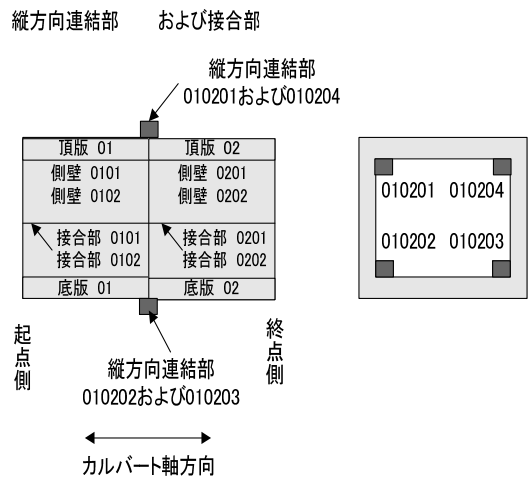 縦方向連結部　および接合部
縦方向連結部
010201および010204
頂版 01
頂版 02
側壁 0101
側壁 0102
側壁 0201
側壁 0202
接合部 0101
接合部 0102
接合部 0201
接合部 0202
底版 01
底版 02
010201 010204
010202 010203
起点側
終点側
縦方向連結部
010202および010203
カルバート軸方向